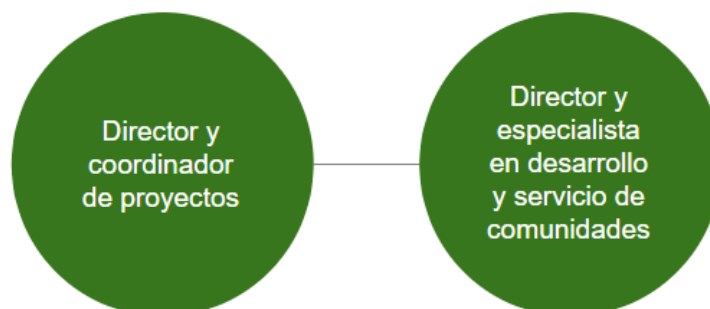 Director y
coordinador
de proyectos
Director y
especialista
en desarrollo
y servicio de
comunidades